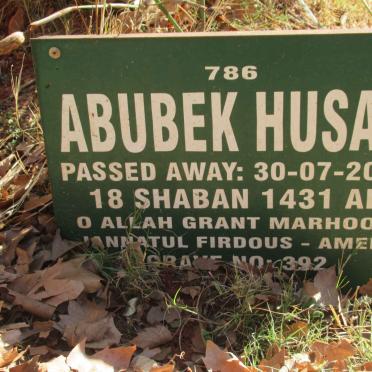 786
ABUBEK HUSA
PASSED AWAY: 30-07-20
18 SHABAN 1431 A
O ALLAH GRANT MARHOO
JANNATUL FIRDOUS - AME
GRAVE NO: 392